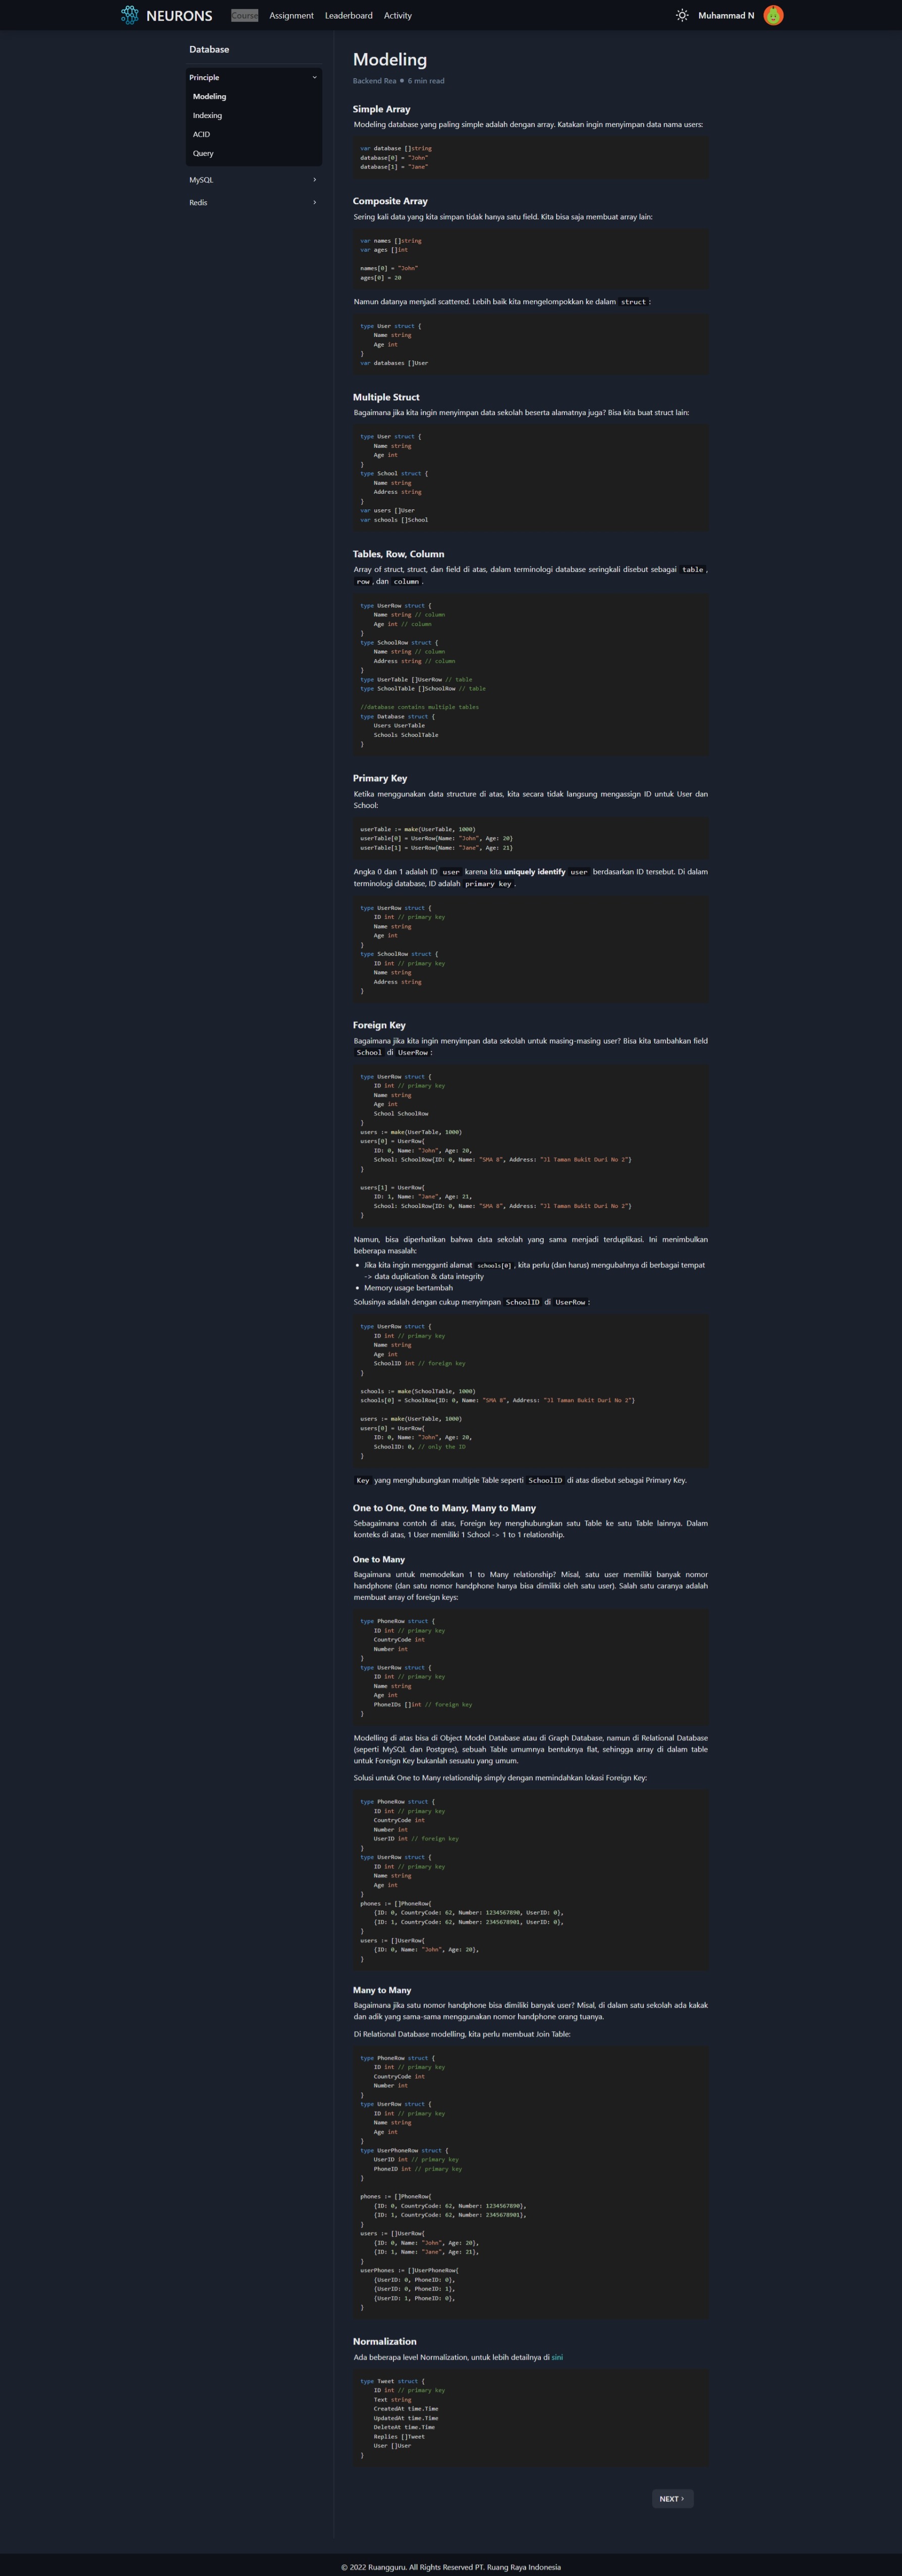 NEURONS
Course
Assignment
Leaderboard
Activity
Muhammad N
Database
Principle
Modeling
Indexing
ACID
Query
MySQL
Redis
Modeling
Backend Rea • 6 min read
Simple Array
Modeling database yang paling simple adalah dengan array. Katakan ingin menyimpan data nama users:
var database []string
database[0] = "John"
database[1] = "Jane"
Composite Array
Sering kali data yang kita simpan tidak hanya satu field. Kita bisa saja membuat array lain:
var names []string
var ages []int
names[0] = "John"
ages[0] = 20
Namun datanya menjadi scattered. Lebih baik kita mengelompokkan ke dalam struct :
type User struct {
Name string
Age int
}
var databases []User
Multiple Struct
Bagaimana jika kita ingin menyimpan data sekolah beserta alamatnya juga? Bisa kita buat struct lain:
type User struct {
Name string
Age int
}
type School struct {
Name string
Address string
}
var users []User
var schools []School
Tables, Row, Column
Array of struct, struct, dan field di atas, dalam terminologi database seringkali disebut sebagai table ,
row , dan column .
type UserRow struct {
Name string // column
Age int // column
}
type SchoolRow struct {
Name string // column
Address string // column
}
type UserTable []UserRow // table
type SchoolTable []SchoolRow // table
//database contains multiple tables
type Database struct {
Users UserTable
Schools SchoolTable
}
Primary Key
Ketika menggunakan data structure di atas, kita secara tidak langsung mengassign ID untuk User dan
School:
userTable := make(UserTable, 1000)
userTable[0] = UserRow{Name: "John", Age: 20}
userTable[1] = UserRow{Name: "Jane", Age: 21}
Angka 0 dan 1 adalah ID user karena kita uniquely identify user berdasarkan ID tersebut. Di dalam
terminologi database, ID adalah primary key .
type UserRow struct {
ID int // primary key
Name string
Age int
}
type SchoolRow struct {
ID int // primary key
Name string
Address string
}
Foreign Key
Bagaimana jika kita ingin menyimpan data sekolah untuk masing-masing user? Bisa kita tambahkan field
School di UserRow :
type UserRow struct {
ID int // primary key
Name string
Age int
School SchoolRow
}
users := make(UserTable, 1000)
users[0] = UserRow{
ID: 0, Name: "John", Age: 20,
School: SchoolRow{ID: 0, Name: "SMA 8", Address: "Jl Taman Bukit Duri No 2"}
}
users[1] = UserRow{
ID: 1, Name: "Jane", Age: 21,
School: SchoolRow{ID: 0, Name: "SMA 8", Address: "Jl Taman Bukit Duri No 2"}
}
Namun, bisa diperhatikan bahwa data sekolah yang sama menjadi terduplikasi. Ini menimbulkan
beberapa masalah:
• Jika kita ingin mengganti alamat schools[0] , kita perlu (dan harus) mengubahnya di berbagai tempat
-> data duplication & data integrity
• Memory usage bertambah
Solusinya adalah dengan cukup menyimpan SchoolID di UserRow :
type UserRow struct {
ID int // primary key
Name string
Age int
SchoolID int // foreign key
}
schools := make(SchoolTable, 1000)
schools[0] = SchoolRow{ID: 0, Name: "SMA 8", Address: "Jl Taman Bukit Duri No 2"}
users := make(UserTable, 1000)
users[0] = UserRow{
ID: 0, Name: "John", Age: 20,
SchoolID: 0, // only the ID
}
Key yang menghubungkan multiple Table seperti SchoolID di atas disebut sebagai Primary Key.
One to One, One to Many, Many to Many
Sebagaimana contoh di atas, Foreign key menghubungkan satu Table ke satu Table lainnya. Dalam
konteks di atas, 1 User memiliki 1 School -> 1 to 1 relationship.
One to Many
Bagaimana untuk memodelkan 1 to Many relationship? Misal, satu user memiliki banyak nomor
handphone (dan satu nomor handphone hanya bisa dimiliki oleh satu user). Salah satu caranya adalah
membuat array of foreign keys:
type PhoneRow struct {
ID int // primary key
CountryCode int
Number int
}
type UserRow struct {
ID int // primary key
Name string
Age int
PhoneIDs []int // foreign key
}
Modelling di atas bisa di Object Model Database atau di Graph Database, namun di Relational Database
(seperti MySQL dan Postgres), sebuah Table umumnya bentuknya flat, sehingga array di dalam table
untuk Foreign Key bukanlah sesuatu yang umum.
Solusi untuk One to Many relationship simply dengan memindahkan lokasi Foreign Key:
type PhoneRow struct {
ID int // primary key
CountryCode int
Number int
UserID int // foreign key
}
type UserRow struct {
ID int // primary key
Name string
Age int
}
phones := []PhoneRow{
{ID: 0, CountryCode: 62, Number: 1234567890, UserID: 0},
{ID: 1, CountryCode: 62, Number: 2345678901, UserID: 0},
}
users := []UserRow{
{ID: 0, Name: "John", Age: 20},
}
Many to Many
Bagaimana jika satu nomor handphone bisa dimiliki banyak user? Misal, di dalam satu sekolah ada kakak
dan adik yang sama-sama menggunakan nomor handphone orang tuanya.
Di Relational Database modelling, kita perlu membuat Join Table:
type PhoneRow struct {
ID int // primary key
CountryCode int
Number int
}
type UserRow struct {
ID int // primary key
Name string
Age int
}
type UserPhoneRow struct {
UserID int // primary key
PhoneID int // primary key
}
phones := []PhoneRow{
{ID: 0, CountryCode: 62, Number: 1234567890},
{ID: 1, CountryCode: 62, Number: 2345678901},
}
users := []UserRow{
{ID: 0, Name: "John", Age: 20},
{ID: 1, Name: "Jane", Age: 21},
}
userPhones := []UserPhoneRow{
{UserID: 0, PhoneID: 0},
{UserID: 0, PhoneID: 1},
{UserID: 1, PhoneID: 0},
}
Normalization
Ada beberapa level Normalization, untuk lebih detailnya di sini
type Tweet struct {
ID int // primary key
Text string
CreatedAt time.Time
UpdatedAt time.Time
DeleteAt time.Time
Replies []Tweet
User []User
}
NEXT
© 2022 Ruangguru. All Rights Reserved PT. Ruang Raya Indonesia